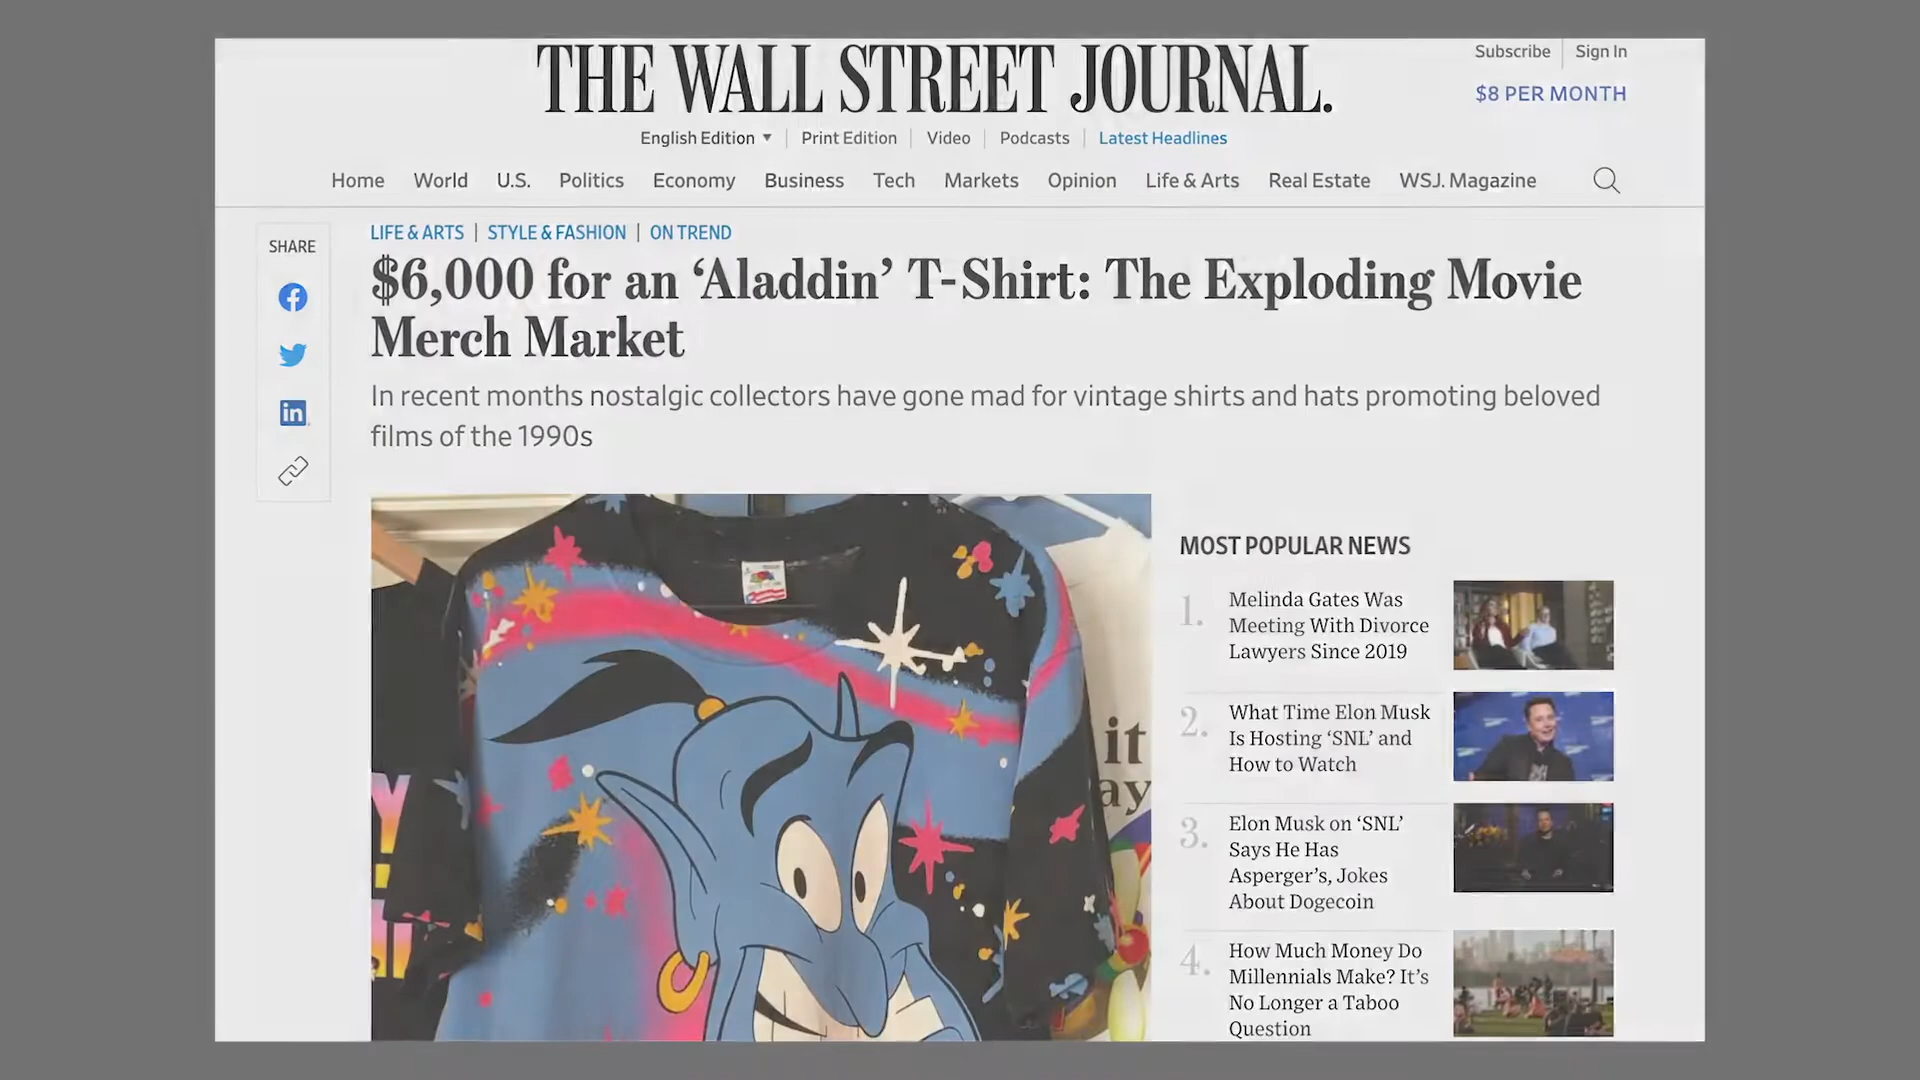 THE WALL STREET JOURNAL.
Subscribe
Sign In
$8 PER MONTH
English Edition
Print Edition
Video
Podcasts
Latest Headlines
Home
World
U.S.
Politics
Economy
Business
Tech
Markets
Opinion
Life & Arts
Real Estate
WSJ. Magazine
SHARE
LIFE & ARTS | STYLE & FASHION | ON TREND
$6,000 for an ‘Aladdin’ T-Shirt: The Exploding Movie
Merch Market
In recent months nostalgic collectors have gone mad for vintage shirts and hats promoting beloved
films of the 1990s
it
ay
MOST POPULAR NEWS
1.
Melinda Gates Was
Meeting With Divorce
Lawyers Since 2019
2.
What Time Elon Musk
Is Hosting ‘SNL’ and
How to Watch
3.
Elon Musk on ‘SNL’
Says He Has
Asperger’s, Jokes
About Dogecoin
4.
How Much Money Do
Millennials Make? It’s
No Longer a Taboo
Question